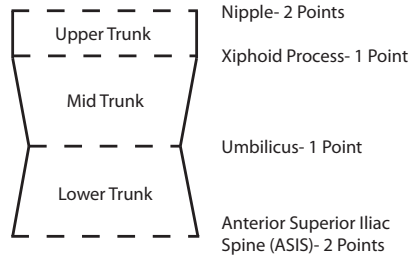 Nipple- 2 Points
Upper Trunk
Xiphoid Process- 1 Point
Mid Trunk
Umbilicus- 1 Point
Lower Trunk
Anterior Superior Iliac
Spine (ASIS)- 2 Points